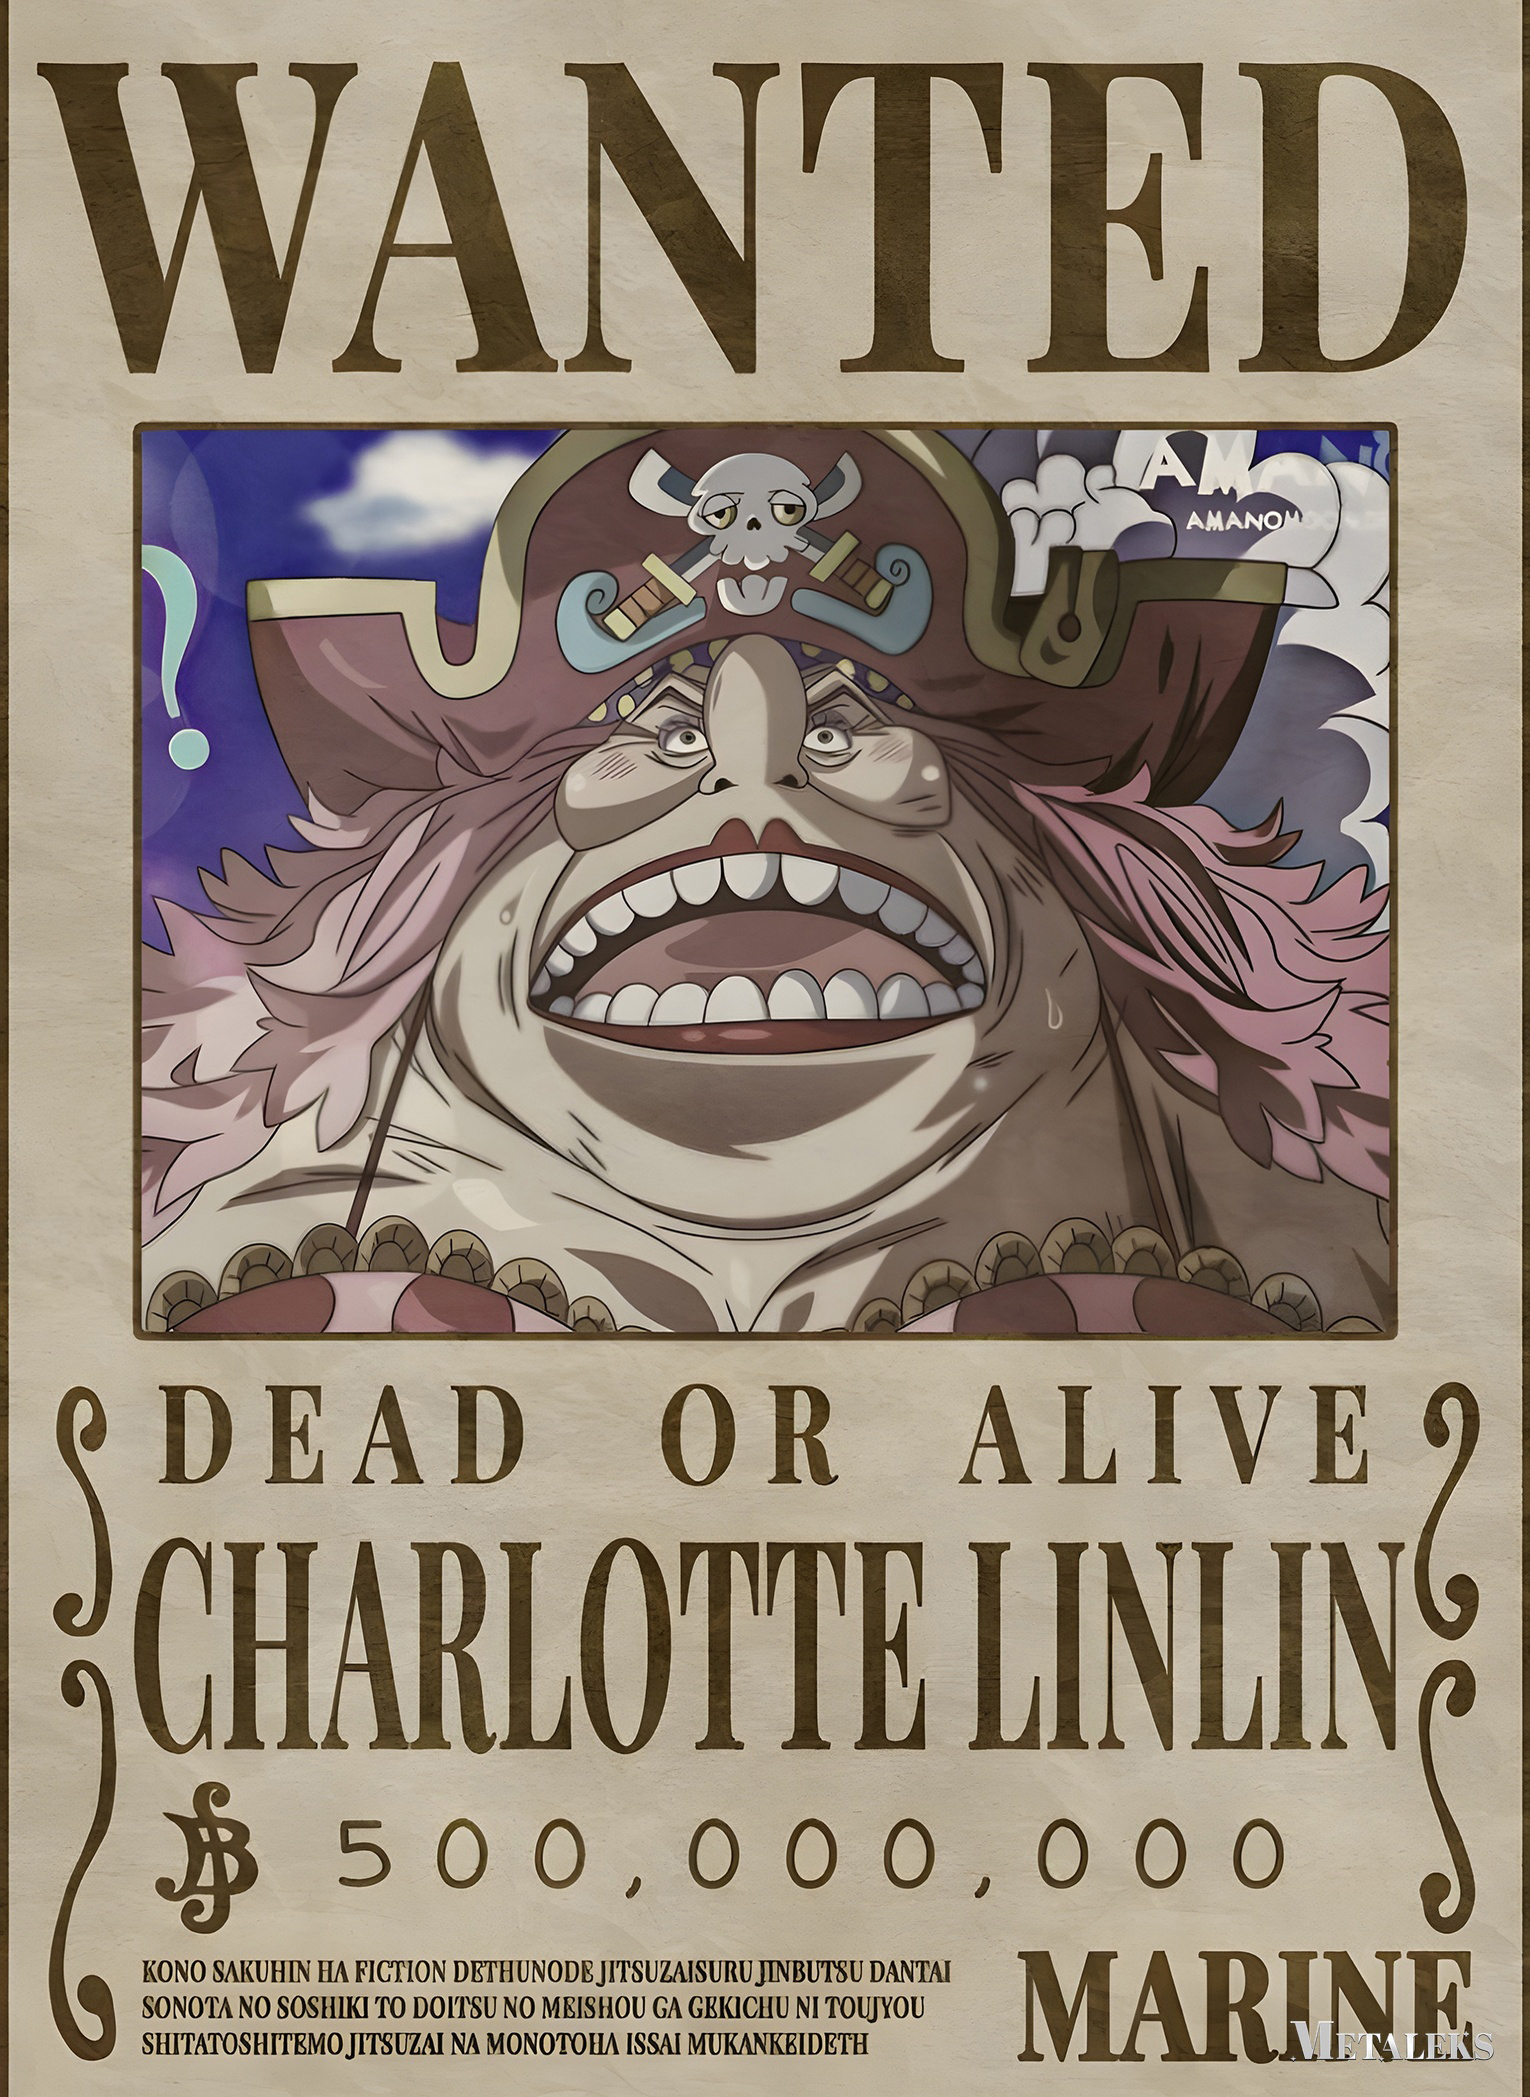 WANTED
AMAN
AMANO
?
DEAD OR ALIVE
CHARLOTTE LINLIN
฿ 500,000,000
KONO SAKUHIN HA FICTION DETHUNODE JITSUZAISURU JINBUTSU DANTAI
SONOTA NO SOSHIKI TO DOITSU NO MEISHOU GA GEKICHU NI TOUJYOU
SHITATOSHITEMO JITSUZAI NA MONOTOHA ISSAI MUKANKEIDETH
MARINE
METALEKS